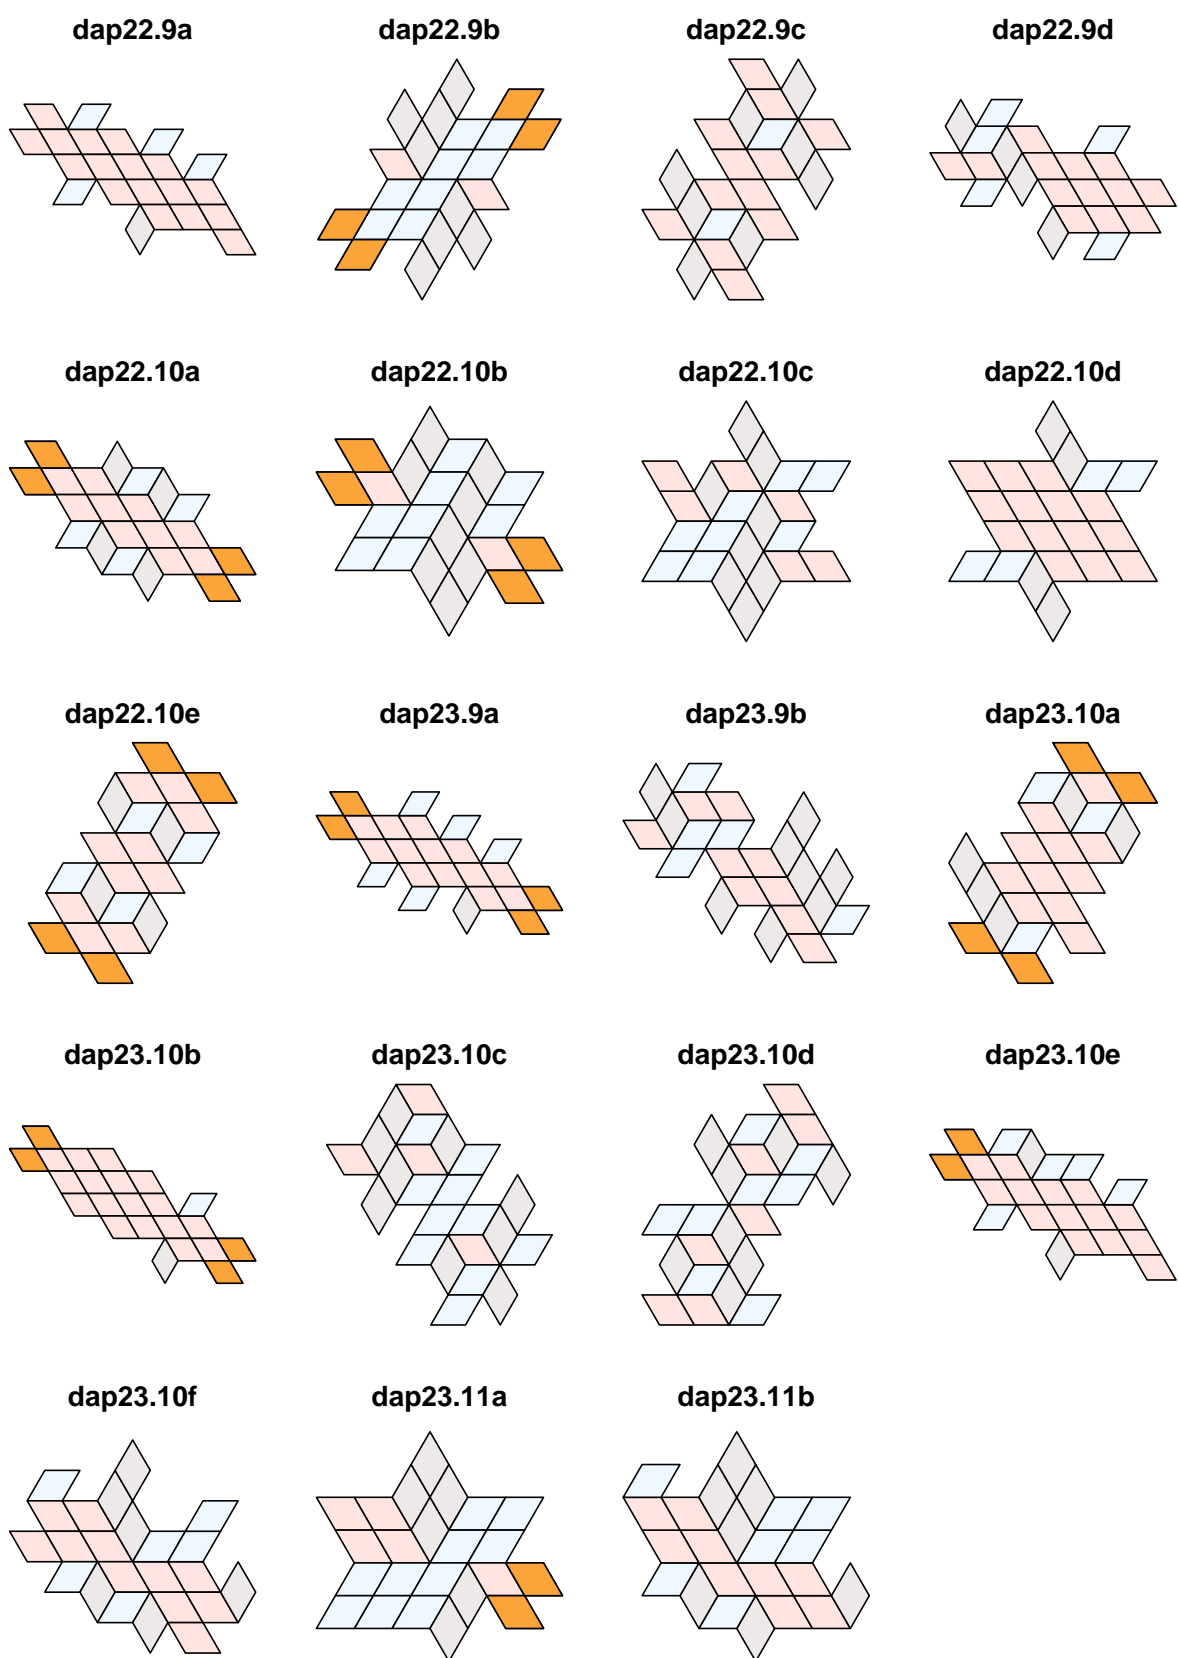 dap22.9a dap22.9b dap22.9c dap22.9d
dap22.10a dap22.10b dap22.10c dap22.10d
dap22.10e dap23.9a dap23.9b dap23.10a
dap23.10b dap23.10c dap23.10d dap23.10e
dap23.10f dap23.11a dap23.11b